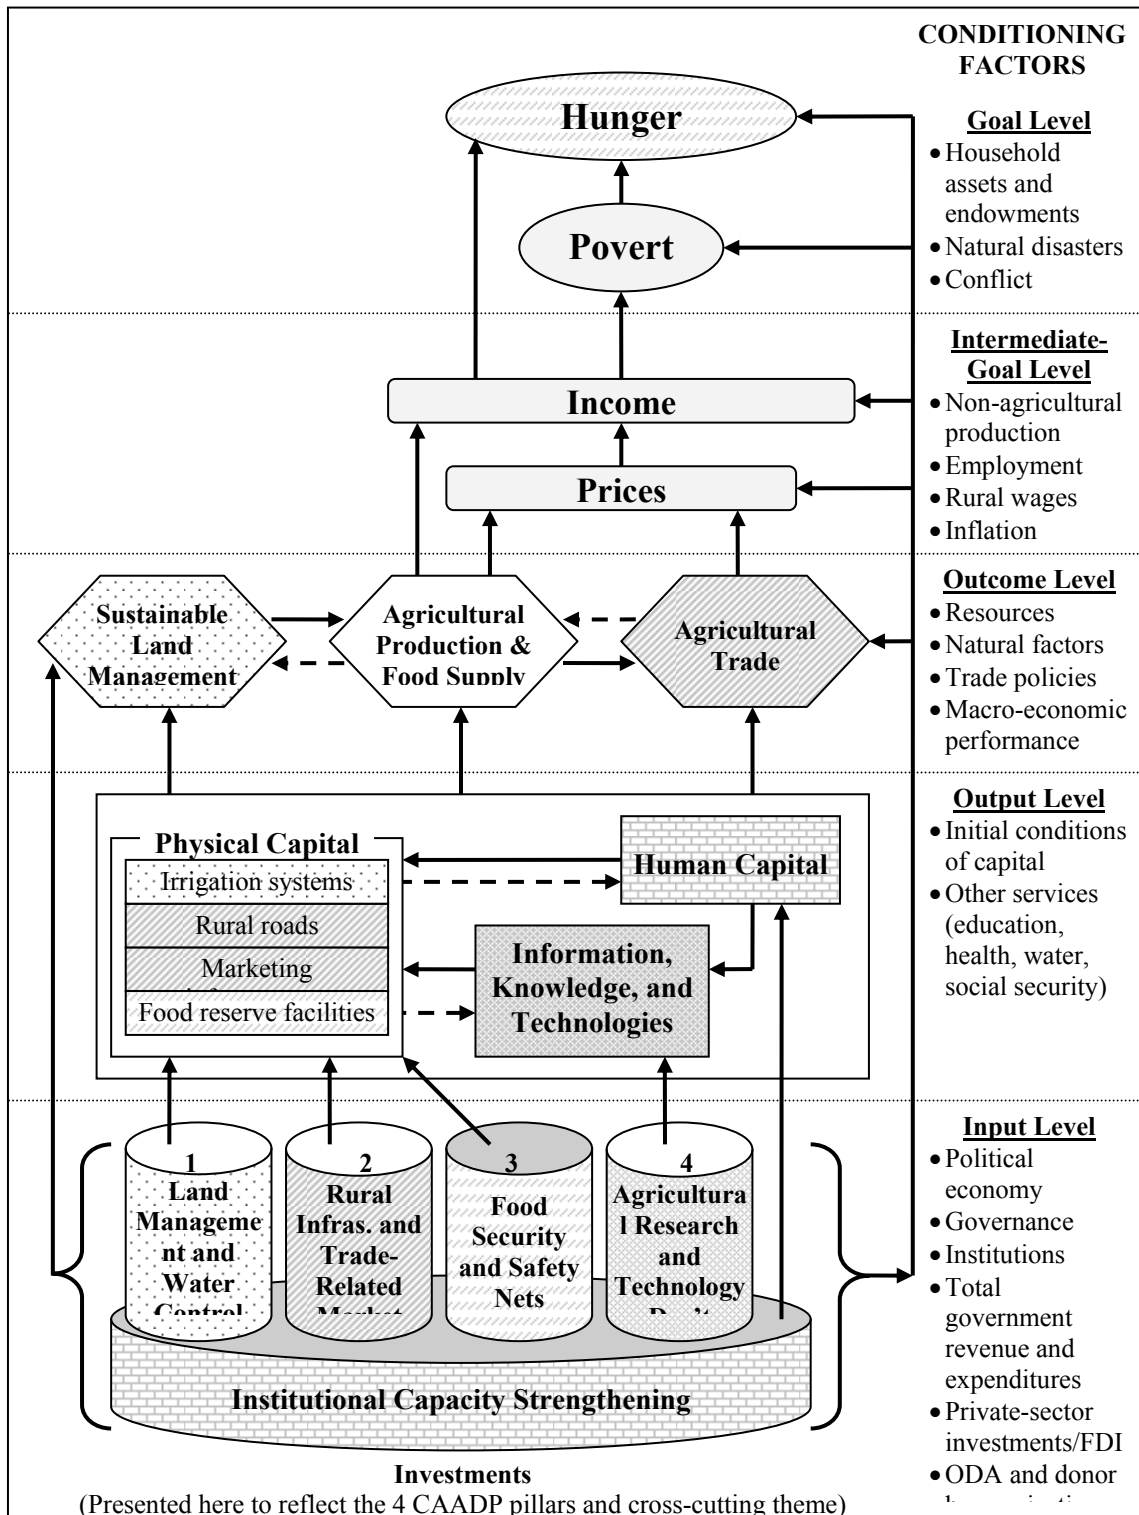 CONDITIONING
FACTORS
Hunger
Povert
Goal Level
• Household
assets and
endowments
• Natural disasters
• Conflict
Income
Prices
Intermediate-
Goal Level
• Non-agricultural
production
• Employment
• Rural wages
• Inflation
Sustainable
Land
Management
Agricultural
Production &
Food Supply
Agricultural
Trade
Outcome Level
• Resources
• Natural factors
• Trade policies
• Macro-economic
performance
Physical Capital
Irrigation systems
Rural roads
Marketing
Food reserve facilities
Human Capital
Information,
Knowledge, and
Technologies
Output Level
• Initial conditions
of capital
• Other services
(education,
health, water,
social security)
1
Land
Manageme
nt and
Water
Control
2
Rural
Infras. and
Trade-
Related
Market
3
Food
Security
and Safety
Nets
4
Agricultura
l Research
and
Technology
Institutional Capacity Strengthening
Investments
(Presented here to reflect the 4 CAADP pillars and cross-cutting theme)
Input Level
• Political
economy
• Governance
• Institutions
• Total
government
revenue and
expenditures
• Private-sector
investments/FDI
• ODA and donor